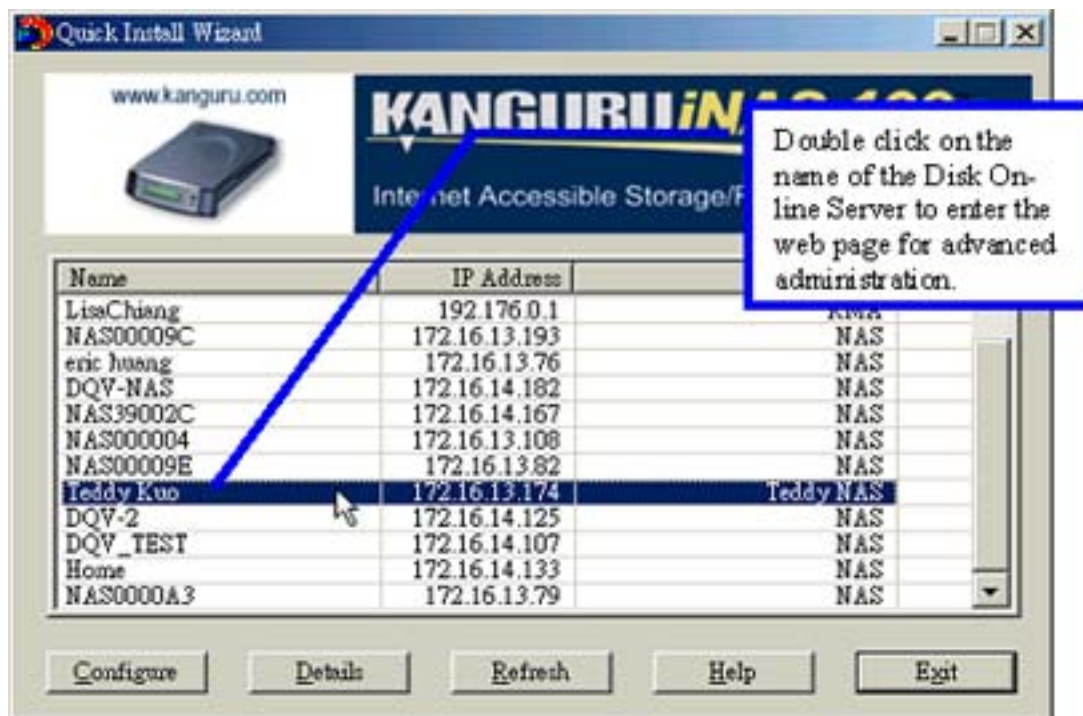 Quick Install Wizard
www.kanguru.com
KANGURU iNAS-100
Internet Accessible Storage/F
Double click on the
name of the Disk On-
line Server to enter the
web page for advanced
administration.
Name IP Address
LisaChiang 192.176.0.1
NAS00009C 172.16.13.193 NAS
eric huang 172.16.13.76 NAS
DQV-NAS 172.16.14.182 NAS
NAS39002C 172.16.14.167 NAS
NAS000004 172.16.13.108 NAS
NAS00009E 172.16.13.82 NAS
Teddy Kuo 172.16.13.174 Teddy NAS
DQV-2 172.16.14.125 NAS
DQV_TEST 172.16.14.107 NAS
Home 172.16.14.133 NAS
NAS0000A3 172.16.13.79 NAS
Configure Details Refresh Help Exit